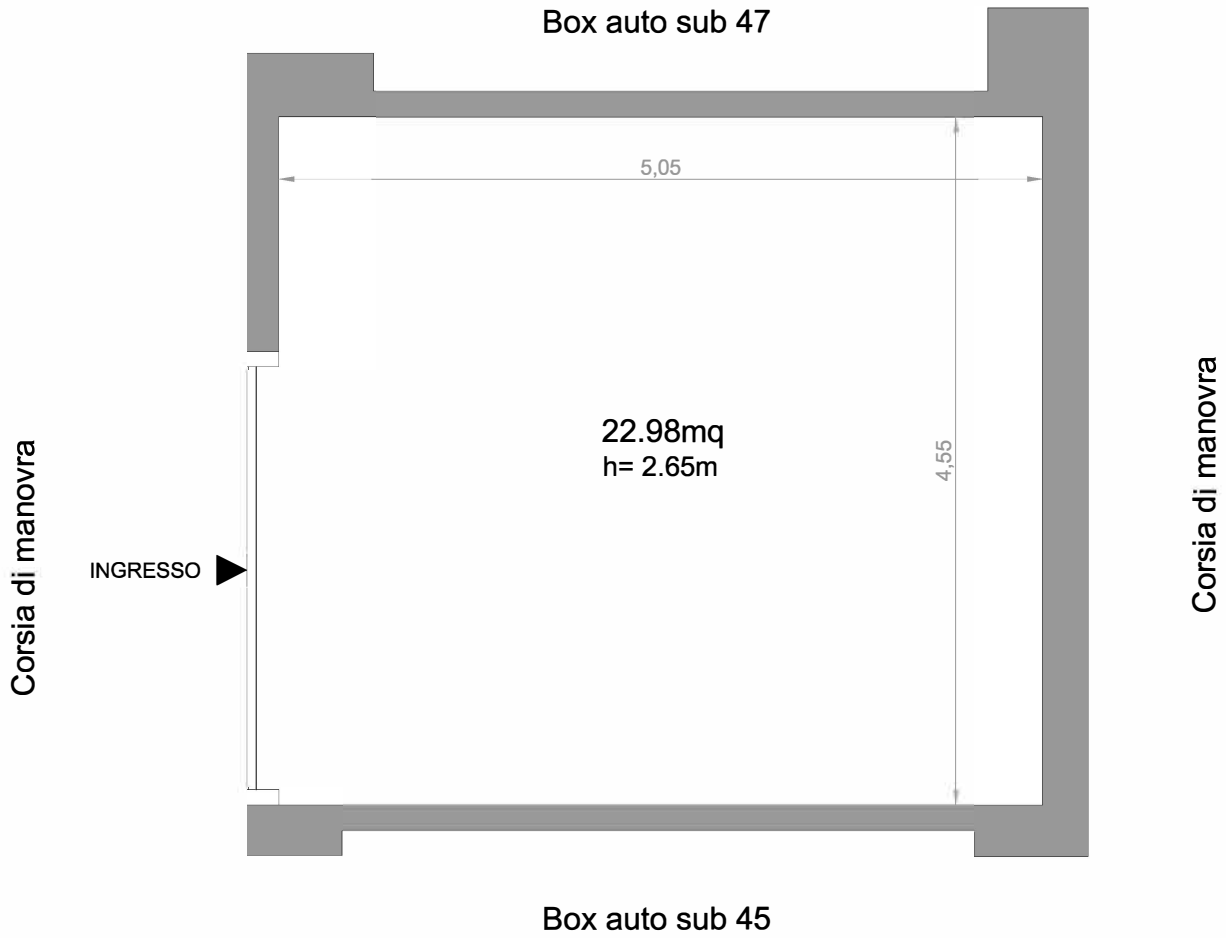 Box auto sub 47
5,05
22.98mq
h= 2.65m
4,55
Corsia di manovra
INGRESSO
Corsia di manovra
Box auto sub 45